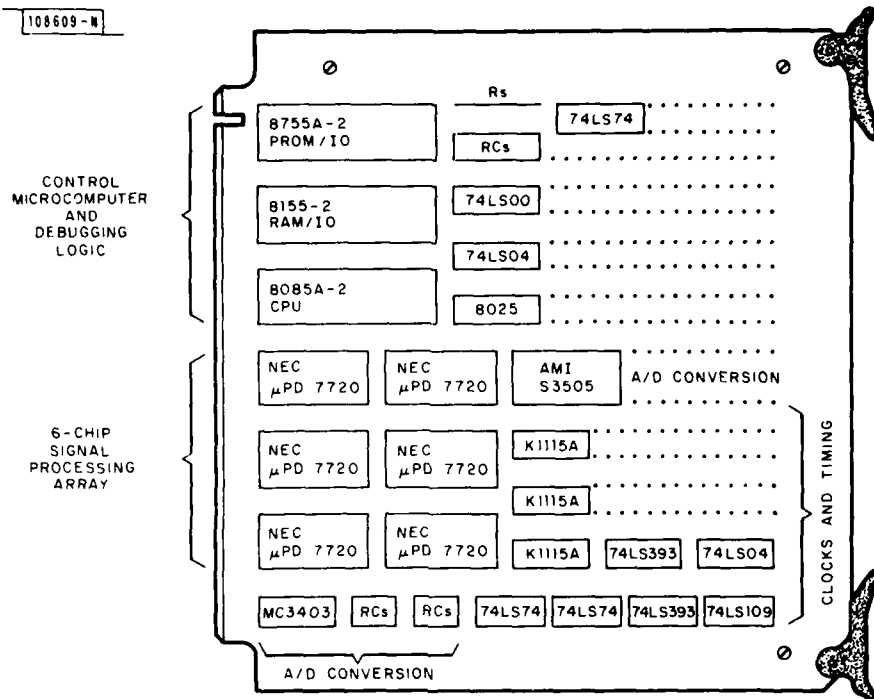 108609-N
Rs
8755A-2
PROM/IO
74LS74
RCs
CONTROL
MICROCOMPUTER
AND
DEBUGGING
LOGIC
8155-2
RAM/IO
74LS00
74LS04
8085A-2
CPU
8025
NEC
μPD 7720
NEC
μPD 7720
AMI
S3505
A/D CONVERSION
6-CHIP
SIGNAL
PROCESSING
ARRAY
NEC
μPD 7720
NEC
μPD 7720
K1115A
K1115A
NEC
μPD 7720
NEC
μPD 7720
K1115A
74LS393
74LS04
CLOCKS AND TIMING
MC3403
RCs
RCs
74LS74
74LS74
74LS393
74LS109
A/D CONVERSION